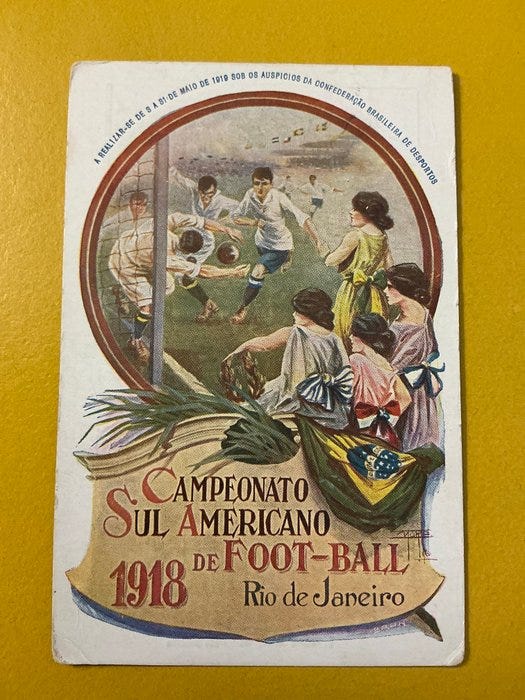 A REALIZAR-SE DE 5 A 31 DE MAIO DE 1919 SOB OS AUSPICIOS DA CONFEDERAÇÃO BRASILEIRA DE DESPORTOS
CAMPEONATO
SUL AMERICANO
DE FOOT-BALL
1918
Rio de Janeiro